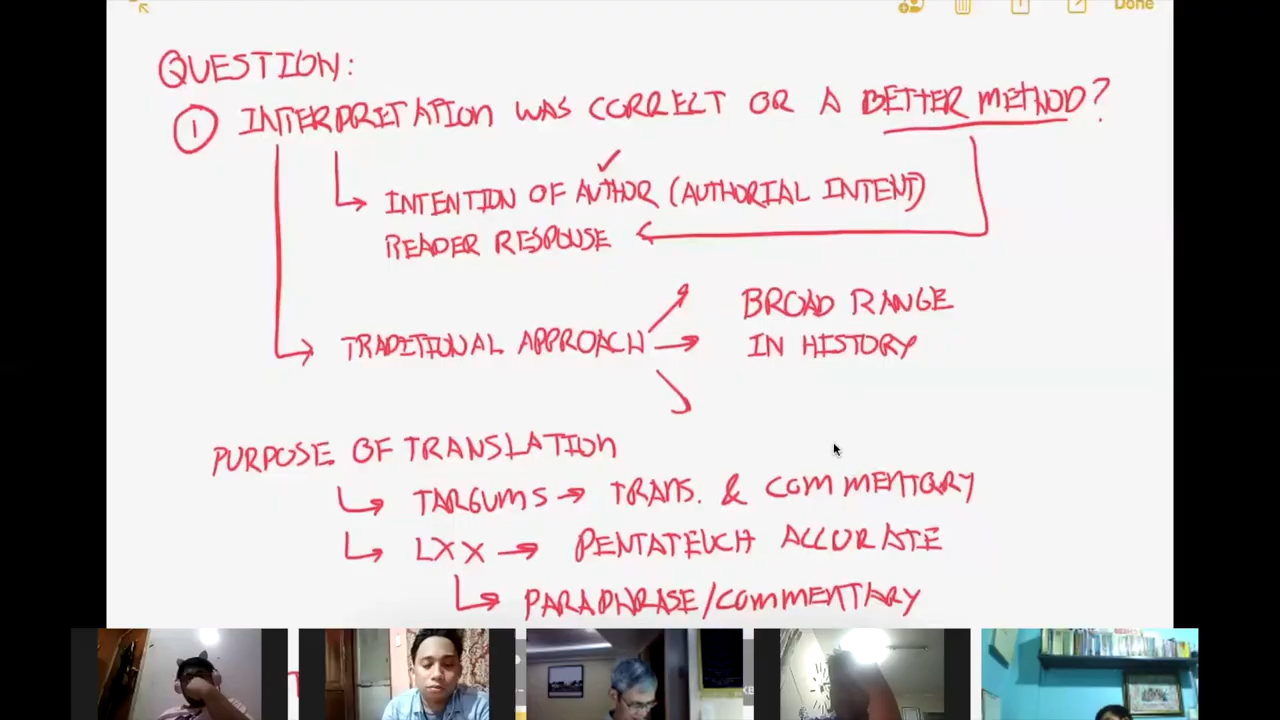 Done
QUESTION:
① INTERPRETATION WAS CORRECT OR A BETTER METHOD?
INTENTION OF AUTHOR (AUTHORIAL INTENT)
READER RESPONSE
BROAD RANGE
TRADITIONAL APPROACH IN HISTORY
PURPOSE OF TRANSLATION
TARGUMS → TRANS. & COMMENTARY
LXX → PENTATEUCH ACCURATE
PARAPHRASE/COMMENTARY